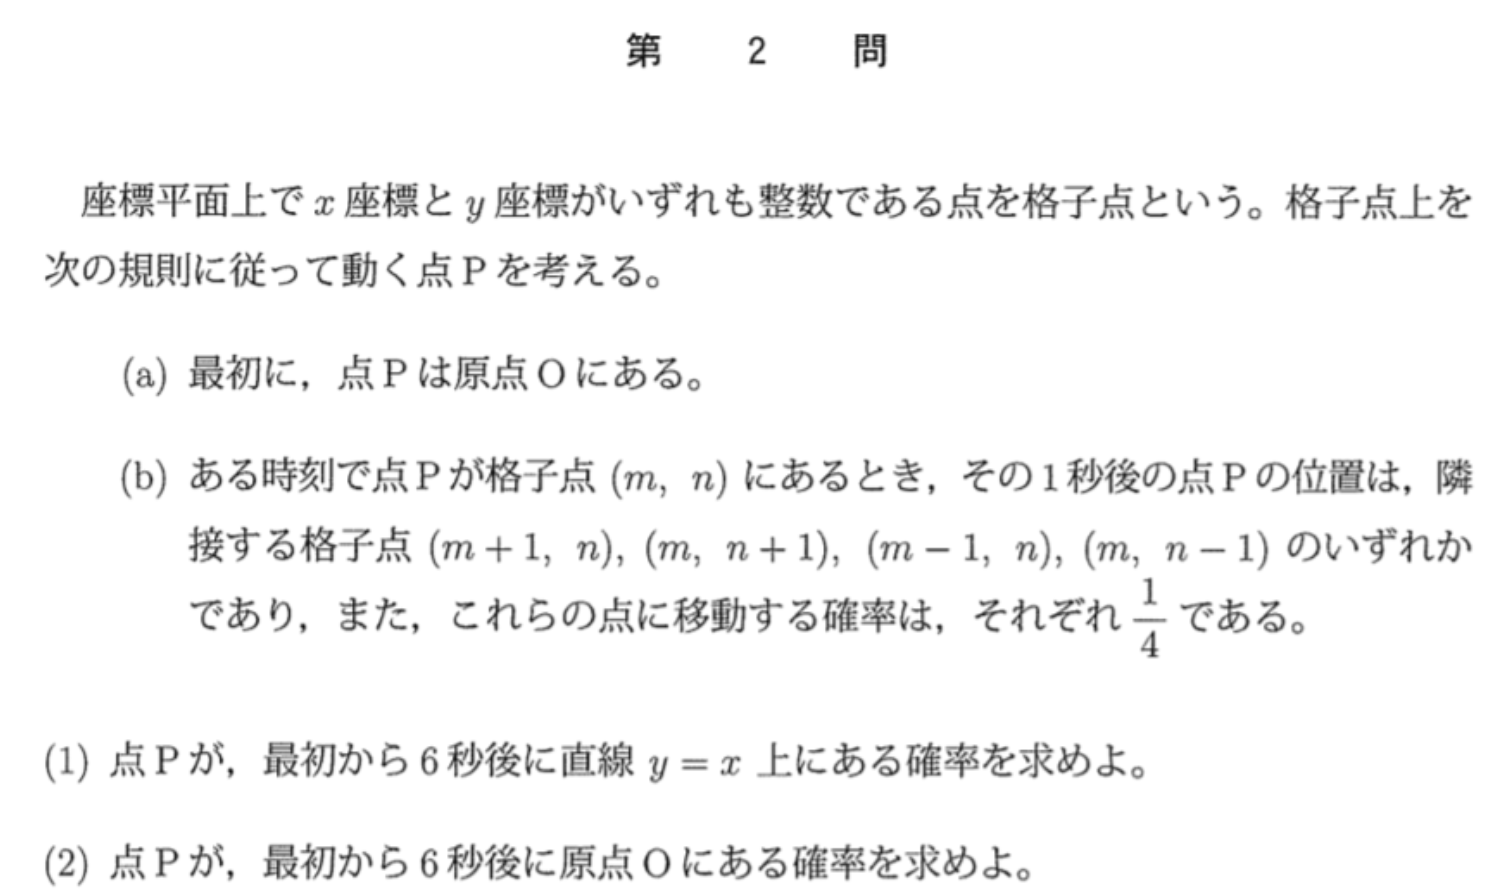 第 2 問
座標平面上で x 座標と y 座標がいずれも整数である点を格子点という。格子点上を
次の規則に従って動く点 P を考える。
(a) 最初に，点 P は原点 O にある。
(b) ある時刻で点 P が格子点 (m, n) にあるとき，その 1 秒後の点 P の位置は，隣
接する格子点 (m + 1, n), (m, n + 1), (m − 1, n), (m, n − 1) のいずれか
であり，また，これらの点に移動する確率は，それぞれ 1/4 である。
(1) 点 P が，最初から 6 秒後に直線 y = x 上にある確率を求めよ。
(2) 点 P が，最初から 6 秒後に原点 O にある確率を求めよ。